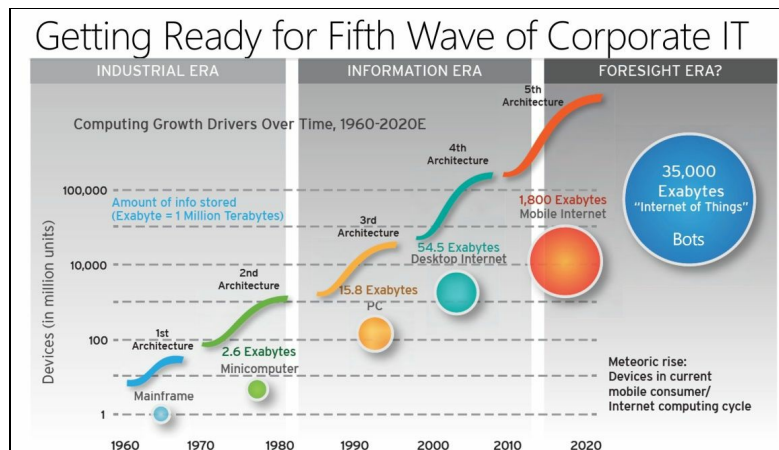 Getting Ready for Fifth Wave of Corporate IT
INDUSTRIAL ERA
INFORMATION ERA
FORESIGHT ERA?
Computing Growth Drivers Over Time, 1960-2020E
5th
Architecture
4th
Architecture
3rd
Architecture
2nd
Architecture
1st
Architecture
Amount of info stored
(Exabyte = 1 Million Terabytes)
Devices (in million units)
100,000
10,000
100
1
Mainframe
2.6 Exabytes
Minicomputer
15.8 Exabytes
PC
54.5 Exabytes
Desktop Internet
1,800 Exabytes
Mobile Internet
35,000
Exabytes
“Internet of Things”
Bots
Meteoric rise:
Devices in current
mobile consumer/
Internet computing cycle
1960
1970
1980
1990
2000
2010
2020